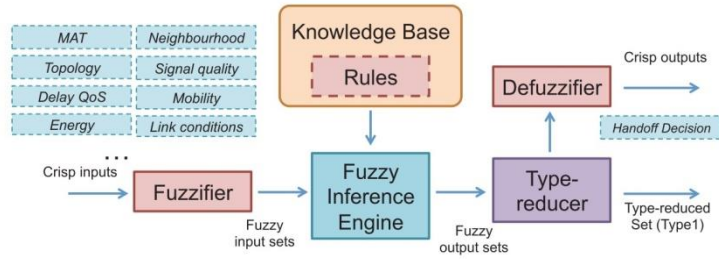 MAT
Neighbourhood
Topology
Signal quality
Delay QoS
Mobility
Energy
Link conditions
...
Knowledge Base
Rules
Crisp inputs
Fuzzifier
Fuzzy
input sets
Fuzzy
Inference
Engine
Fuzzy
output sets
Type-
reducer
Defuzzifier
Crisp outputs
Handoff Decision
Type-reduced
Set (Type1)